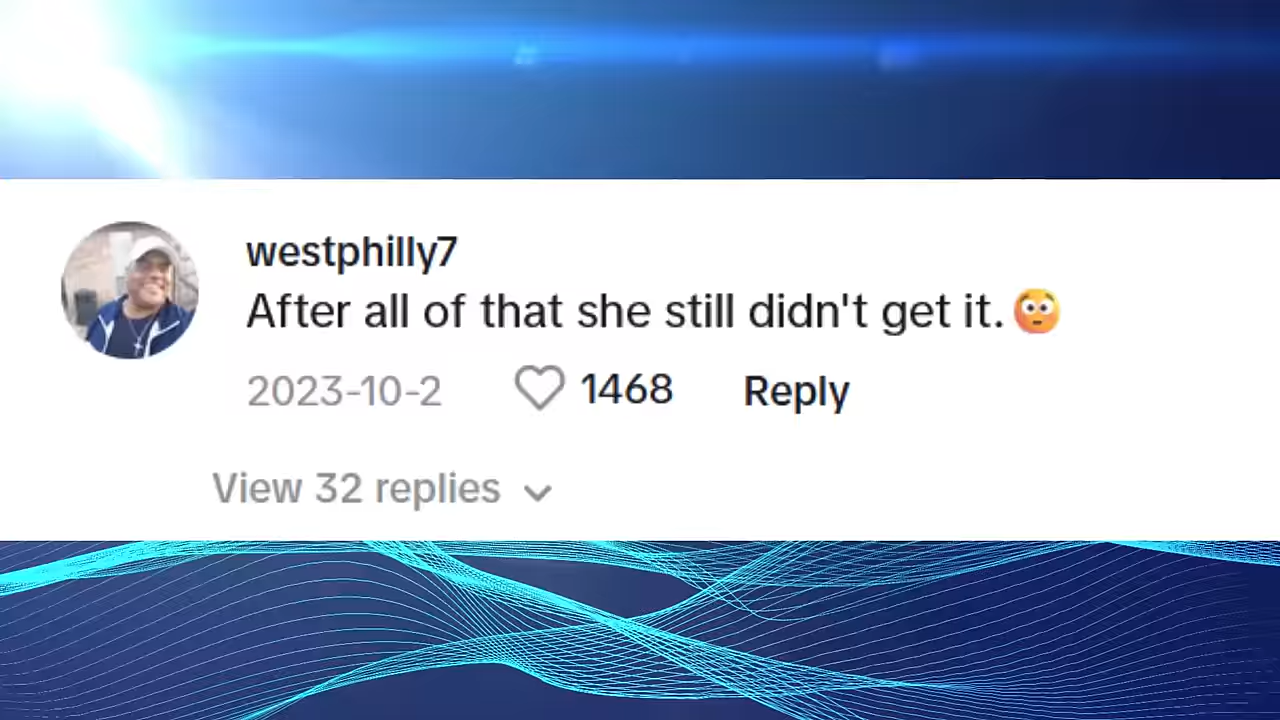 westphilly7
After all of that she still didn't get it.😳
2023-10-2 1468 Reply
View 32 replies